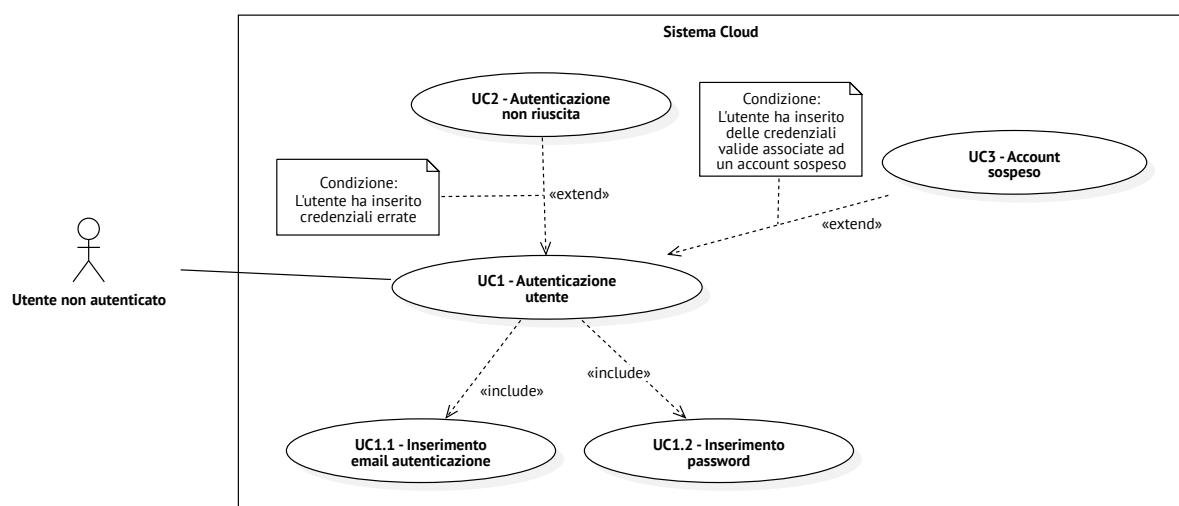 Sistema Cloud
UC2 - Autenticazione
non riuscita
Condizione:
L'utente ha inserito
delle credenziali
valide associate ad
un account sospeso
UC3 - Account
sospeso
Condizione:
L'utente ha inserito
credenziali errate
«extend»
«extend»
UC1 - Autenticazione
utente
Utente non autenticato
«include»
«include»
UC1.1 - Inserimento
email autenticazione
UC1.2 - Inserimento
password